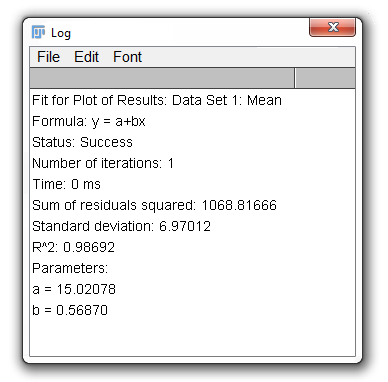 Log
File Edit Font
Fit for Plot of Results: Data Set 1: Mean
Formula: y = a+bx
Status: Success
Number of iterations: 1
Time: 0 ms
Sum of residuals squared: 1068.81666
Standard deviation: 6.97012
R^2: 0.98692
Parameters:
a = 15.02078
b = 0.56870